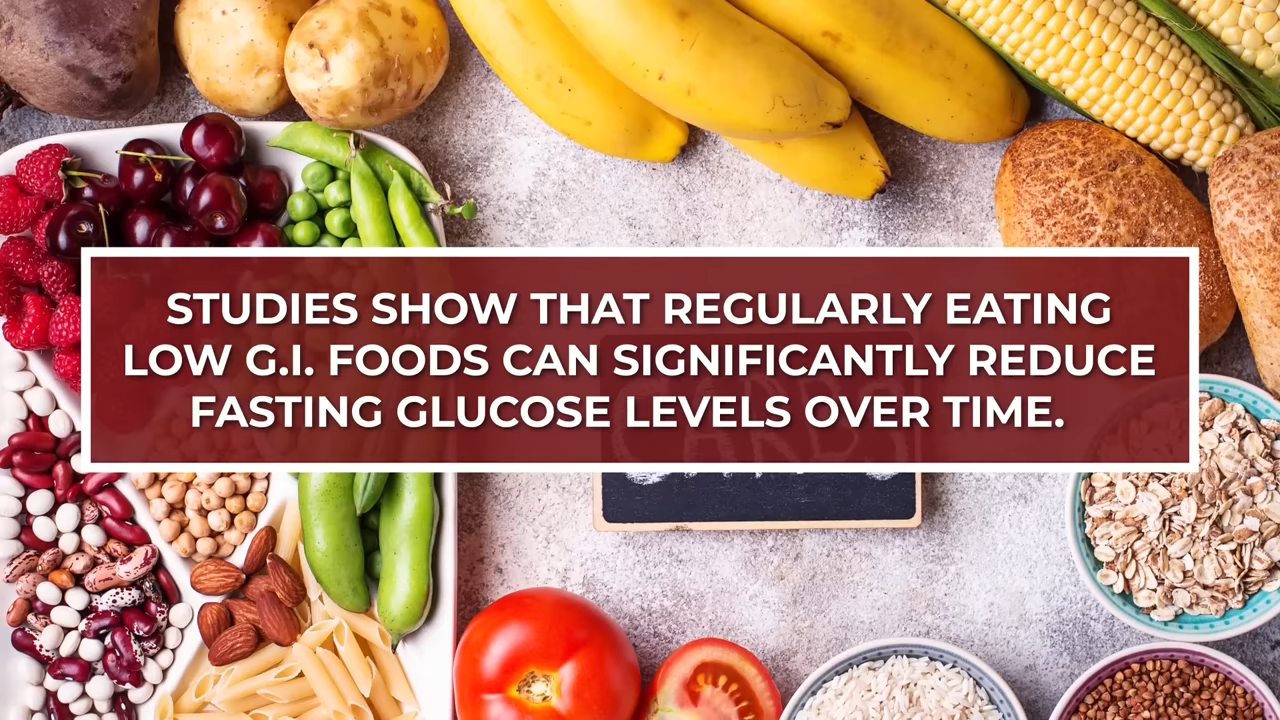 STUDIES SHOW THAT REGULARLY EATING
LOW G.I. FOODS CAN SIGNIFICANTLY REDUCE
FASTING GLUCOSE LEVELS OVER TIME.